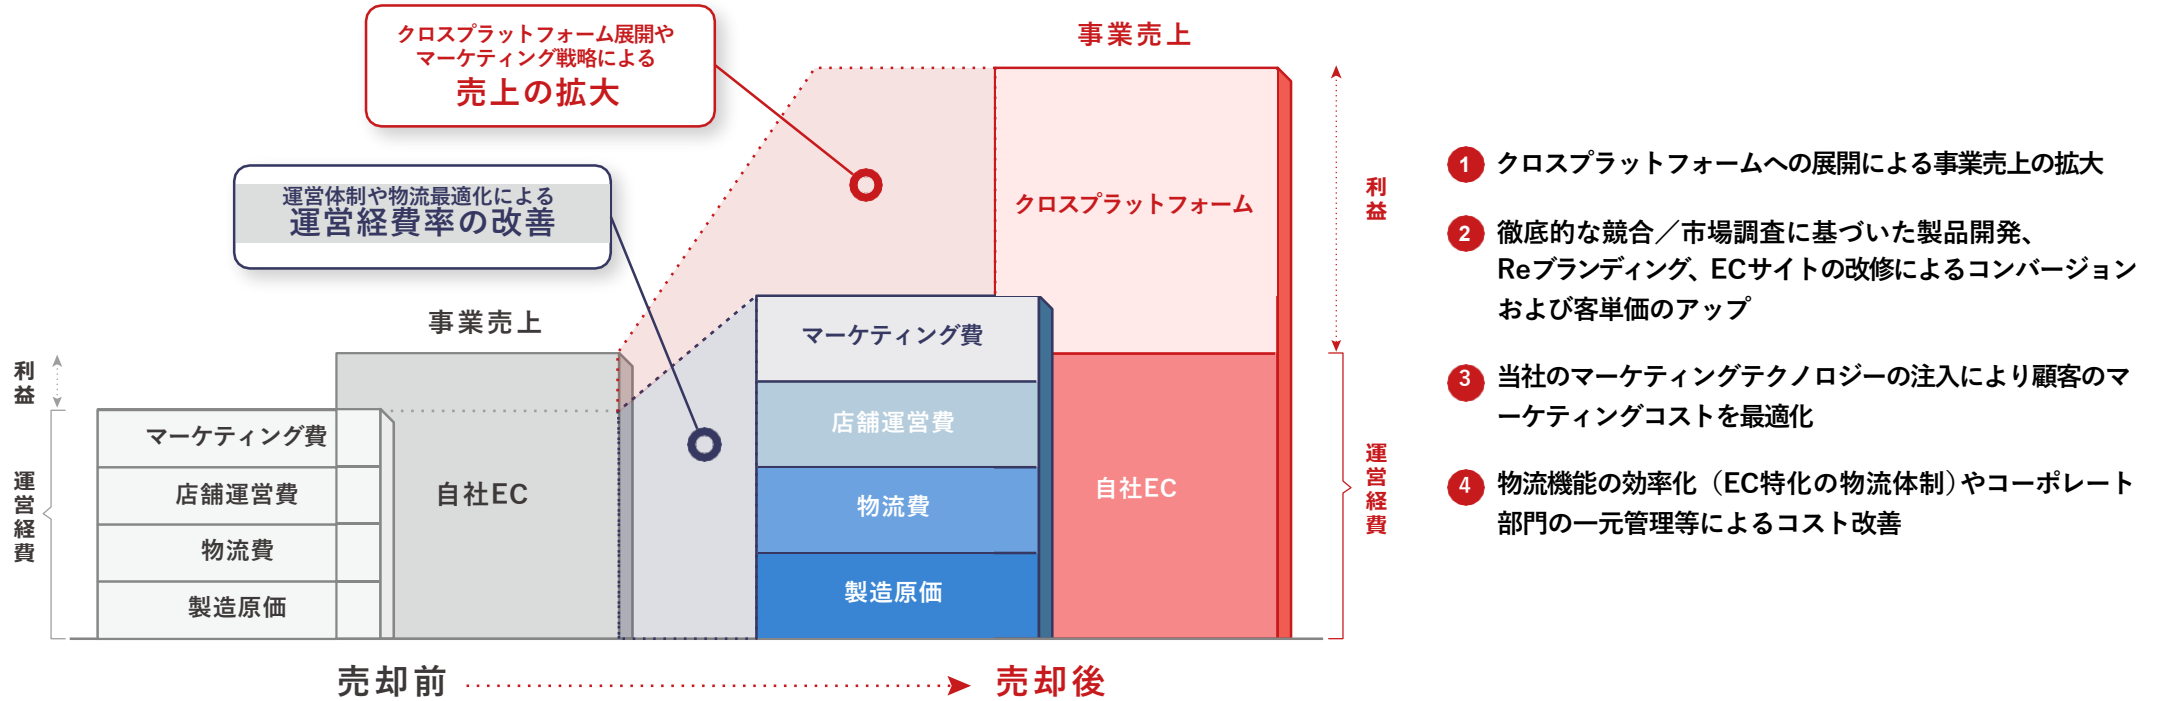 クロスプラットフォーム展開や
マーケティング戦略による
売上の拡大
運営体制や物流最適化による
運営経費率の改善
事業売上
利益
運営経費
マーケティング費
店舗運営費
物流費
製造原価
自社EC
事業売上
クロスプラットフォーム
マーケティング費
店舗運営費
物流費
製造原価
自社EC
利益
運営経費
売却前
売却後
1 クロスプラットフォームへの展開による事業売上の拡大
2 徹底的な競合／市場調査に基づいた製品開発、
Reブランディング、ECサイトの改修によるコンバージョン
および客単価のアップ
3 当社のマーケティングテクノロジーの注入により顧客のマ
ーケティングコストを最適化
4 物流機能の効率化（EC特化の物流体制）やコーポレート
部門の一元管理等によるコスト改善